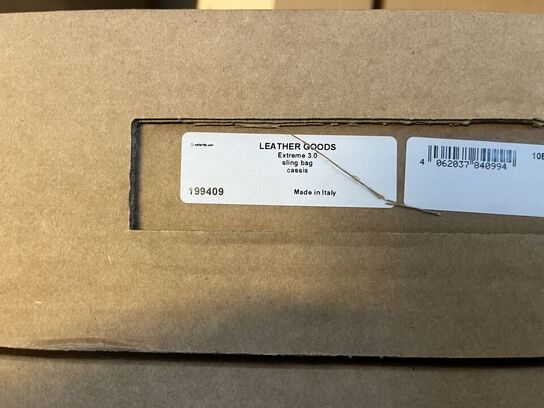 LEATHER GOODS
Extreme 3.0
sling bag
cassis
199409
Made in Italy
4 062037 840994